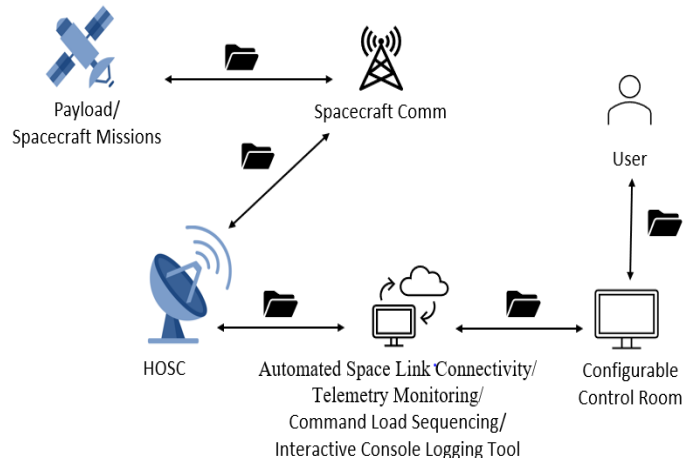 Payload/
Spacecraft Missions
Spacecraft Comm
User
HOSC
Automated Space Link Connectivity/
Telemetry Monitoring/
Command Load Sequencing/
Interactive Console Logging Tool
Configurable
Control Room